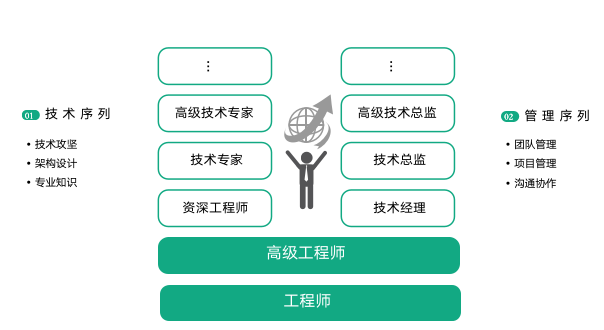 ⋮
⋮
01 技术序列
• 技术攻坚
• 架构设计
• 专业知识
高级技术专家
技术专家
资深工程师
高级技术总监
技术总监
技术经理
02 管理序列
• 团队管理
• 项目管理
• 沟通协作
高级工程师
工程师